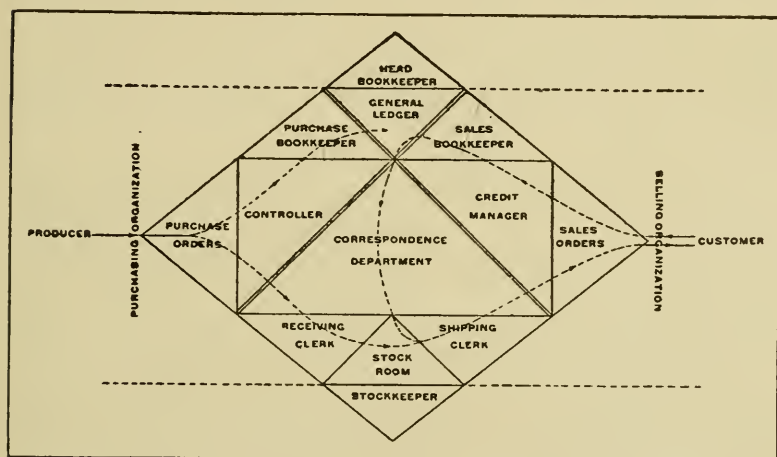 HEAD
BOOKKEEPER
GENERAL
LEDGER
PURCHASE
BOOKKEEPER
SALES
BOOKKEEPER
PRODUCER
PURCHASING ORGANIZATION
PURCHASE
ORDERS
CONTROLLER
CREDIT
MANAGER
CORRESPONDENCE
DEPARTMENT
SALES
ORDERS
SELLING ORGANIZATION
CUSTOMER
RECEIVING
CLERK
SHIPPING
CLERK
STOCK
ROOM
STOCKKEEPER